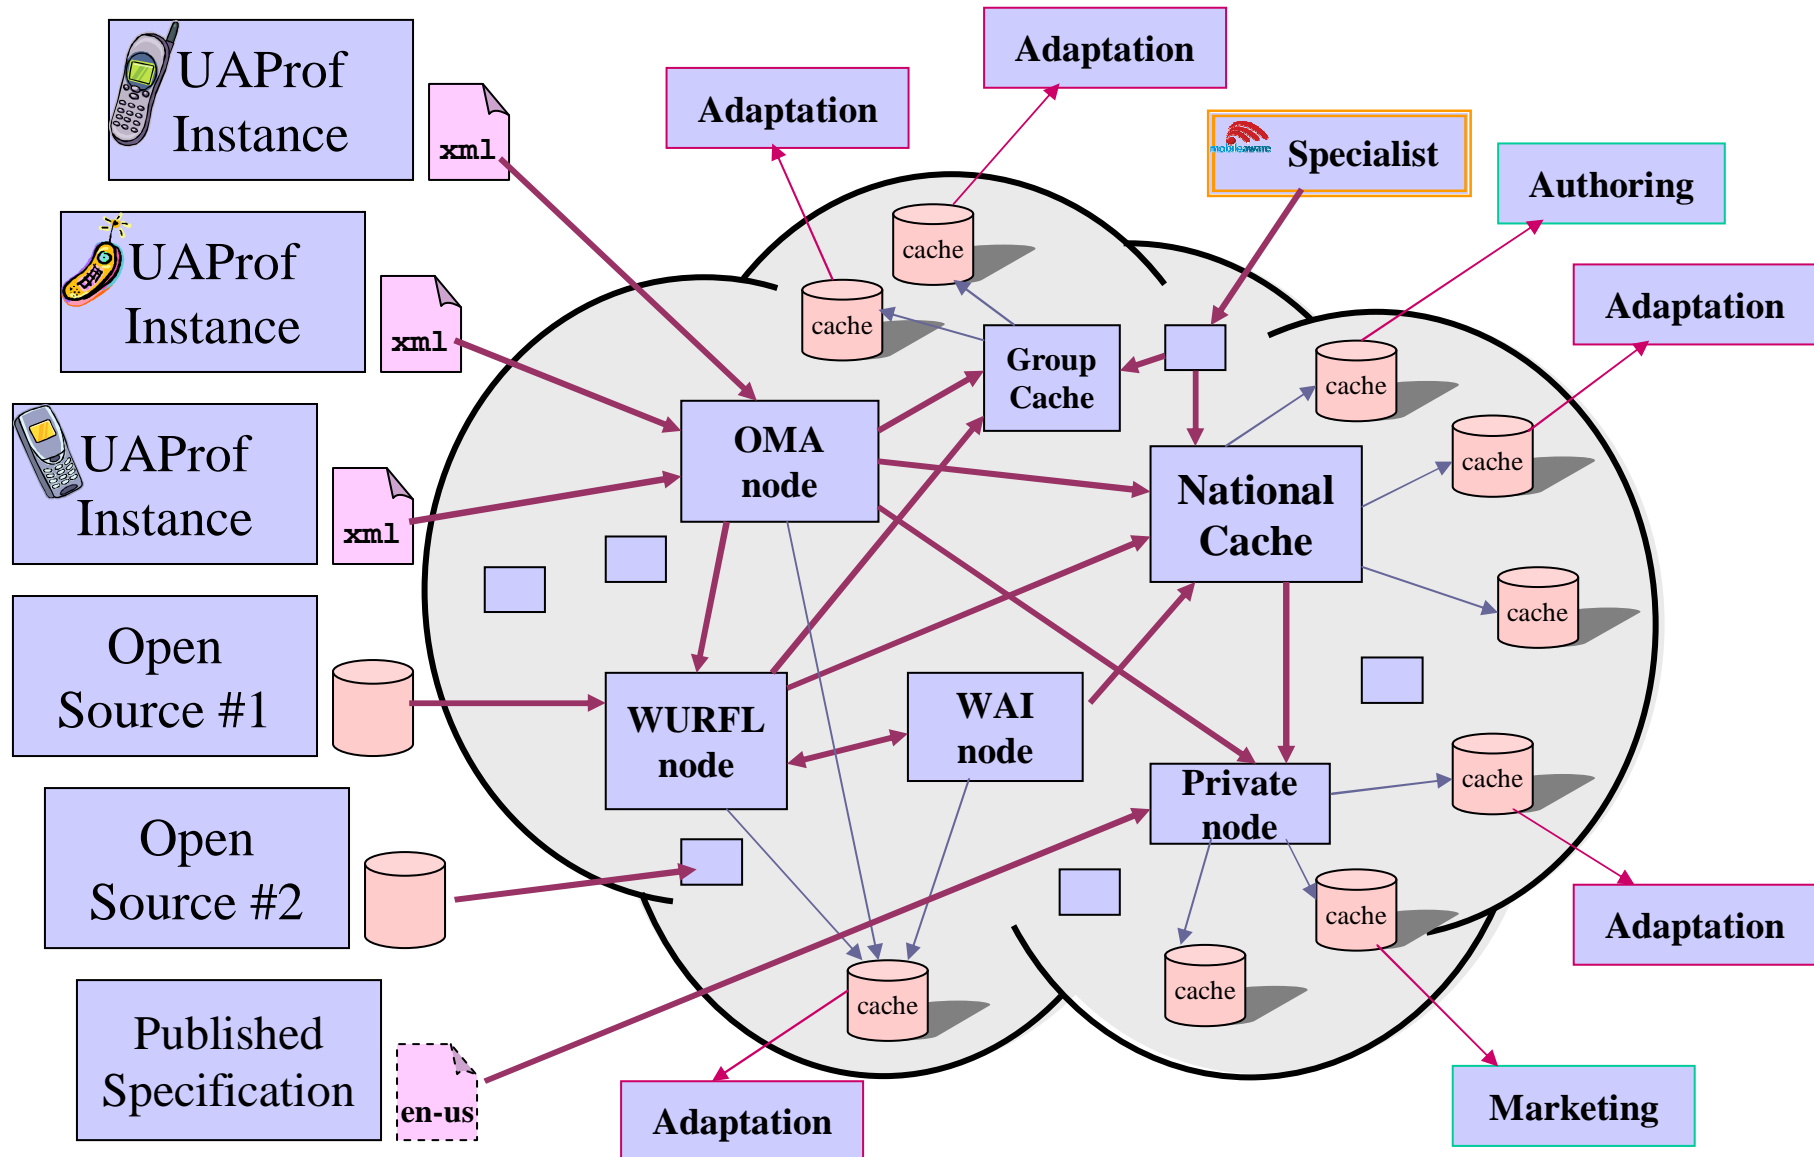 UAProf
Instance
xml
UAProf
Instance
xml
UAProf
Instance
xml
Open
Source #1
Open
Source #2
Published
Specification
en-us
Adaptation
Adaptation
mobileaware
Specialist
Authoring
Adaptation
cache
cache
Group
Cache
cache
cache
cache
OMA
node
National
Cache
WURFL
node
WAI
node
Private
node
cache
cache
cache
cache
Adaptation
Adaptation
Marketing